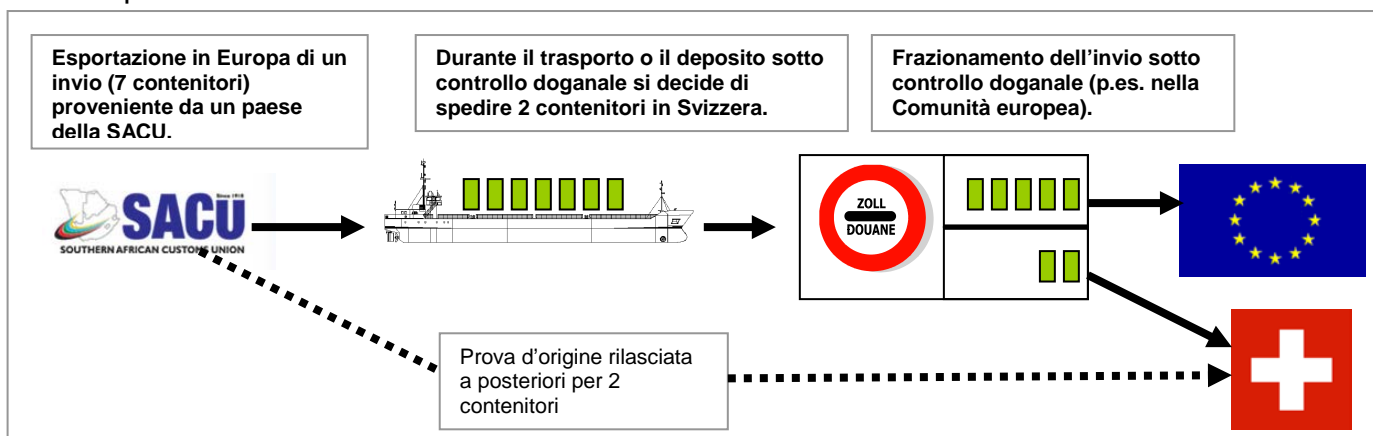 Esportazione in Europa di un
invio (7 contenitori)
proveniente da un paese
della SACU.
Durante il trasporto o il deposito sotto
controllo doganale si decide di
spedire 2 contenitori in Svizzera.
Frazionamento dell'invio sotto
controllo doganale (p.es. nella
Comunità europea).
Since 1910
SACU
SOUTHERN AFRICAN CUSTOMS UNION
ZOLL
DOUANE
Prova d'origine rilasciata
a posteriori per 2
contenitori